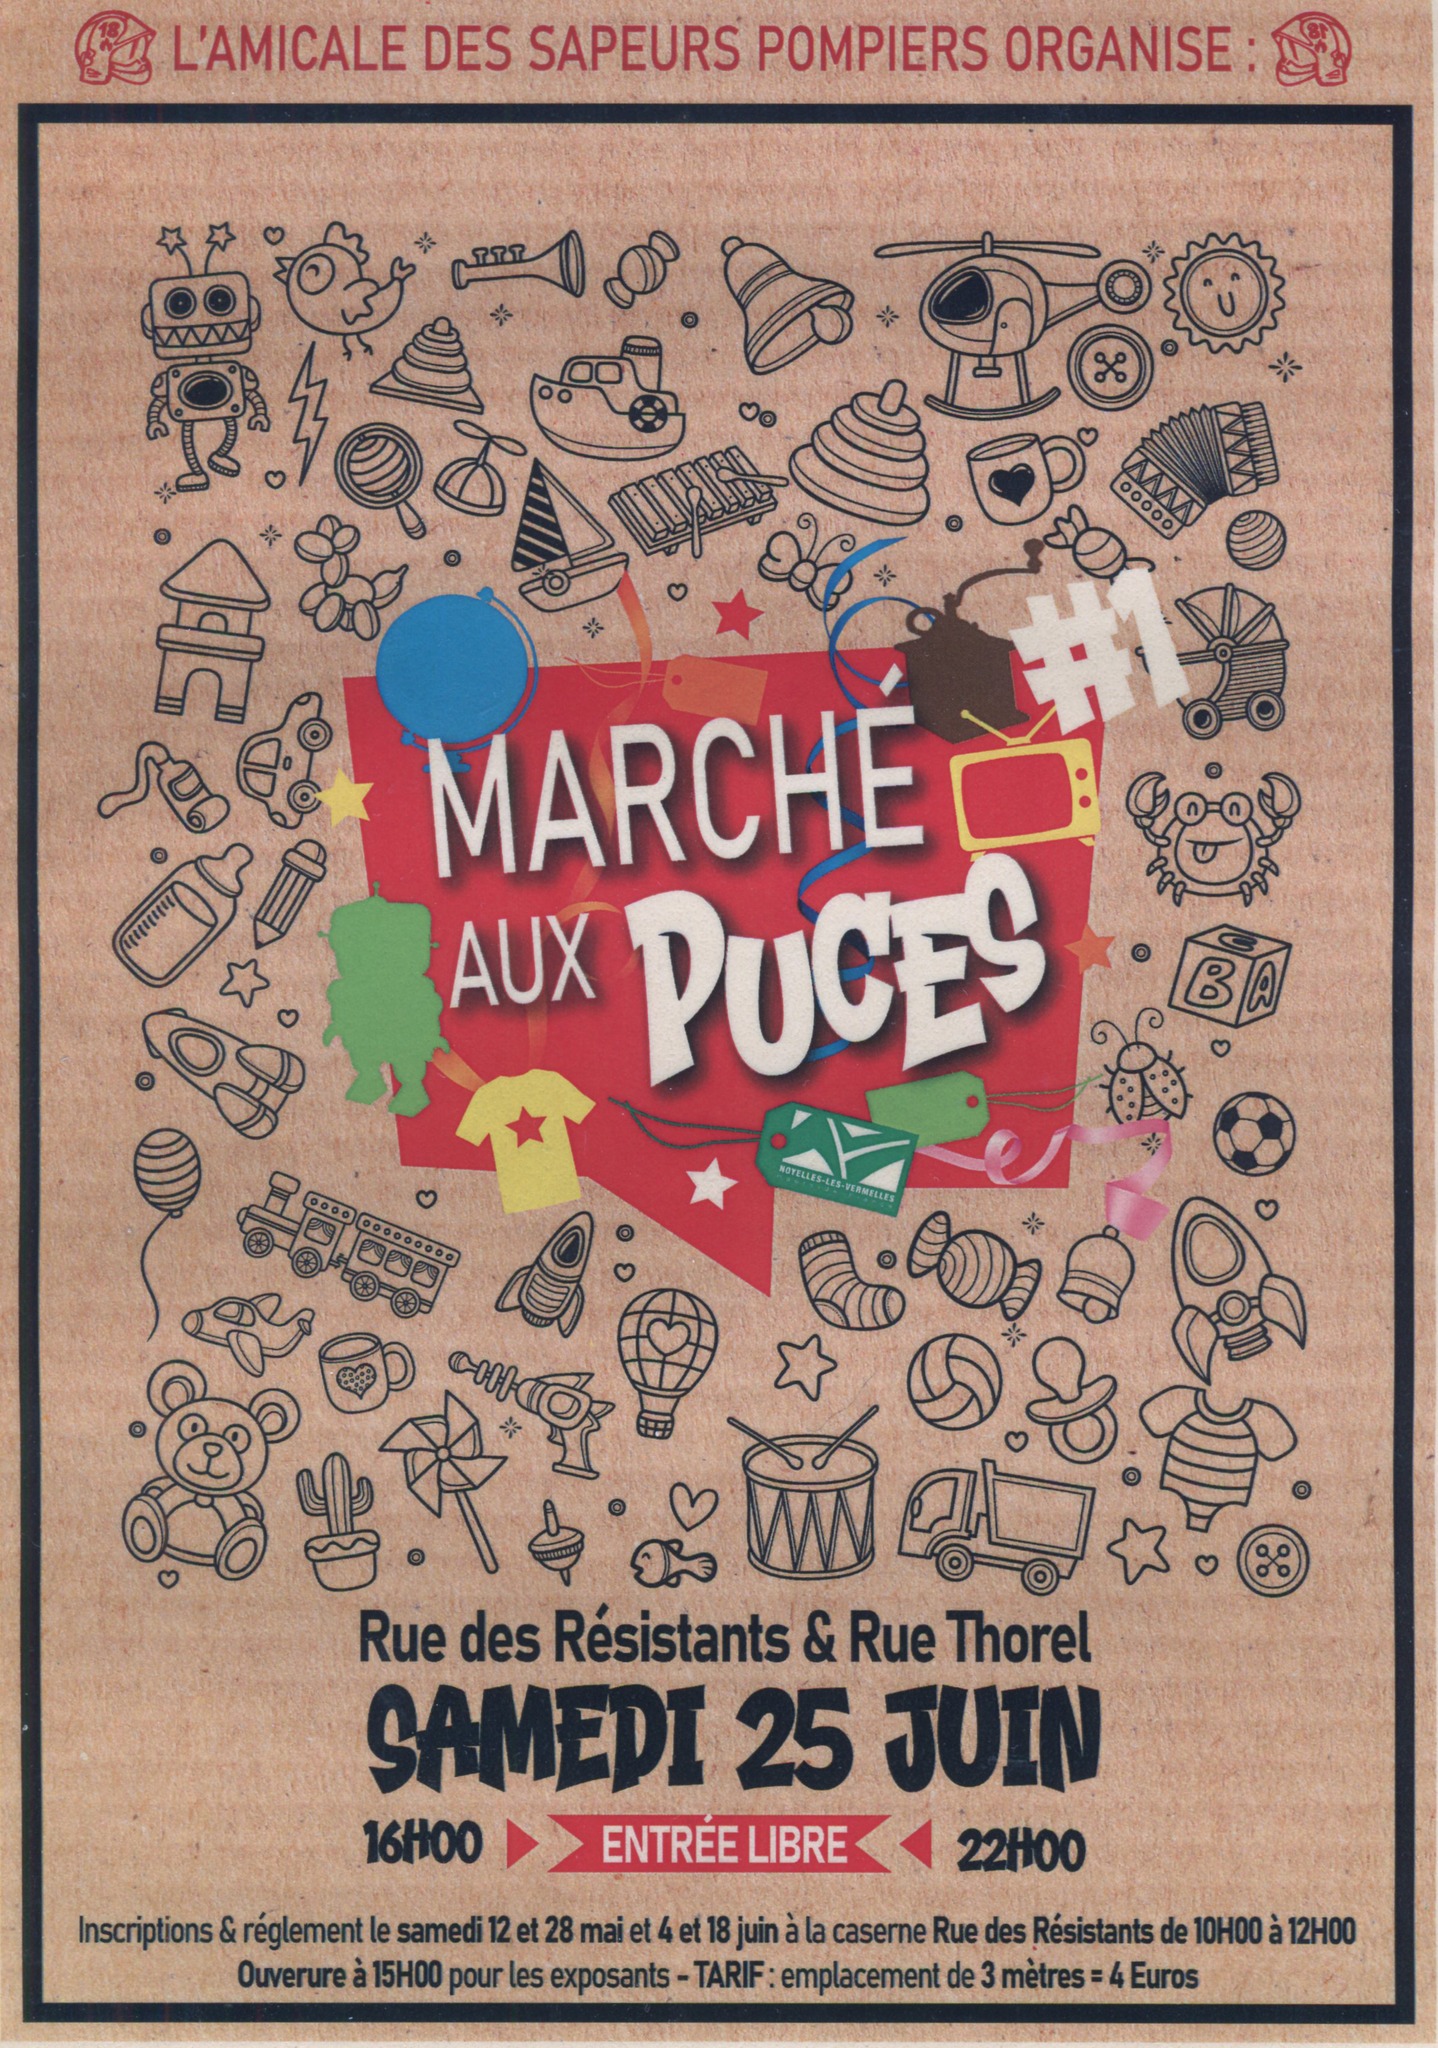 L'AMICALE DES SAPEURS POMPIERS ORGANISE :
#1
MARCHÉ
AUX PUCES
NOYELLES-LES-VERMELLES
C
B A
Rue des Résistants & Rue Thorel
SAMEDI 25 JUIN
16H00 ENTRÉE LIBRE 22H00
Inscriptions & réglement le samedi 12 et 28 mai et 4 et 18 juin à la caserne Rue des Résistants de 10H00 à 12H00
Ouverure à 15H00 pour les exposants - TARIF : emplacement de 3 mètres = 4 Euros